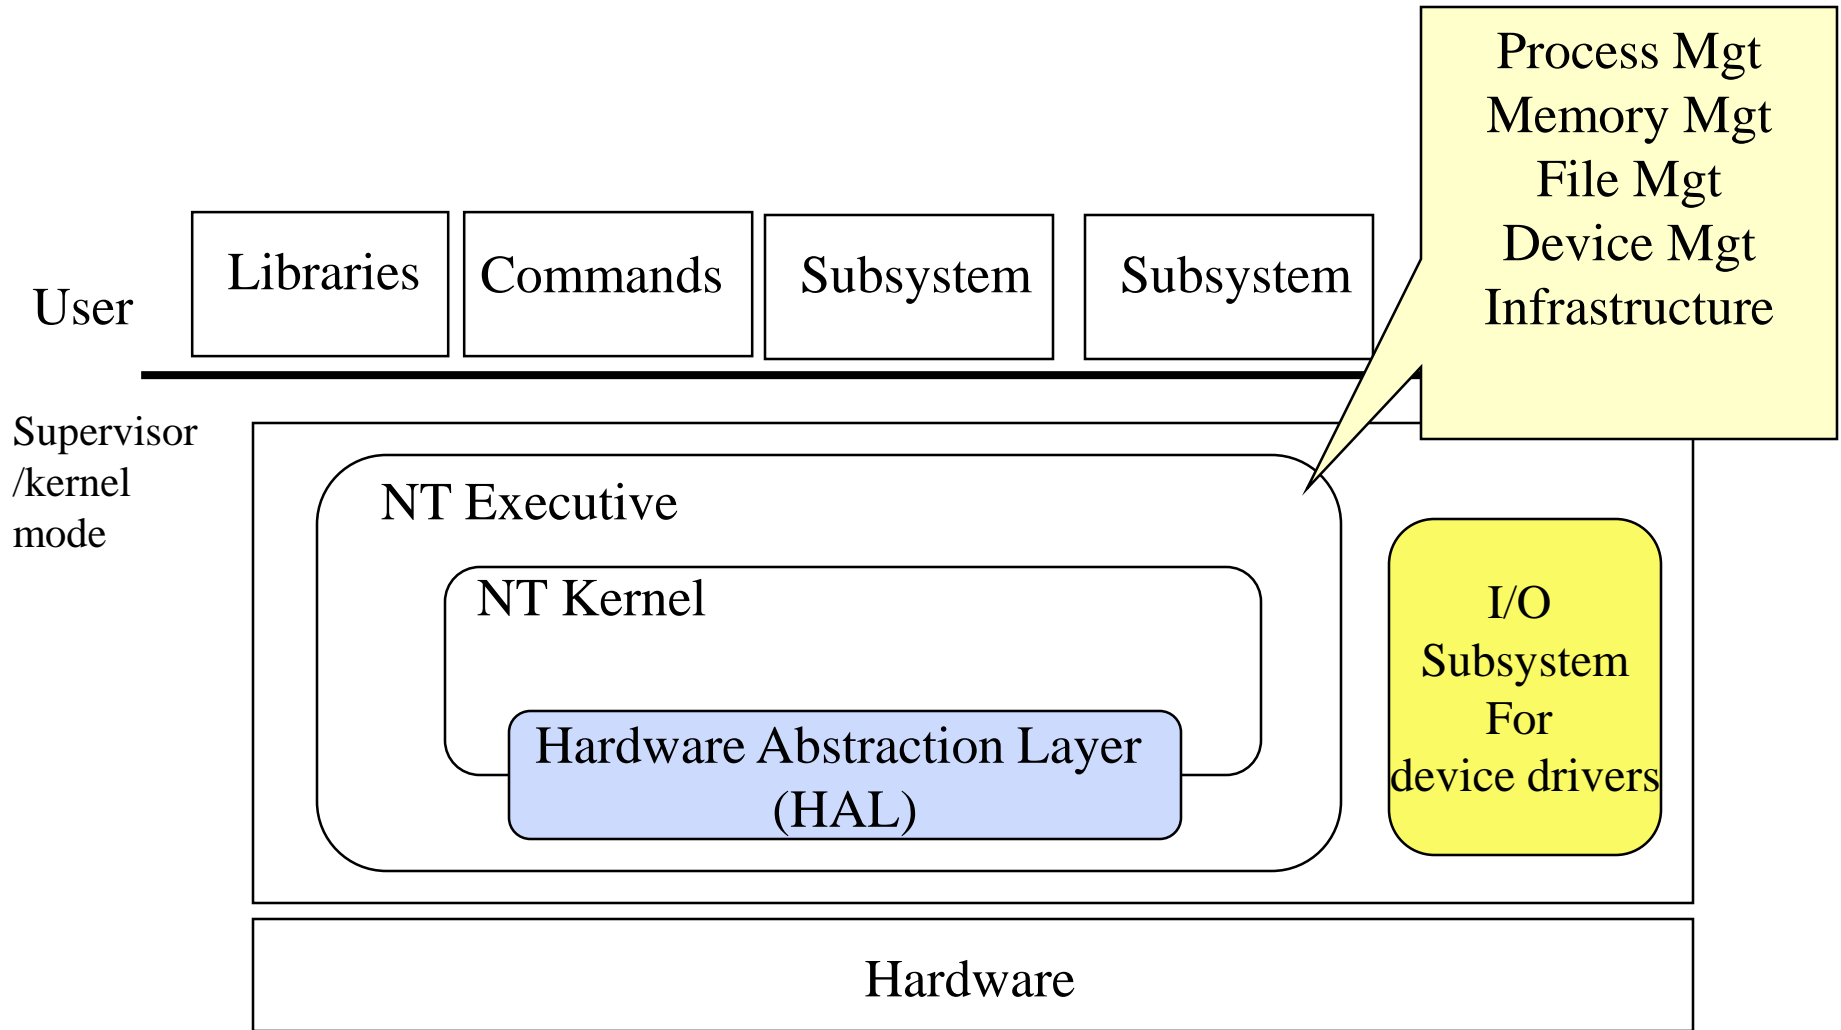 Process Mgt
Memory Mgt
File Mgt
Device Mgt
Infrastructure
User
Libraries
Commands
Subsystem
Subsystem
Supervisor
/kernel
mode
NT Executive
NT Kernel
Hardware Abstraction Layer
(HAL)
I/O
Subsystem
For
device drivers
Hardware